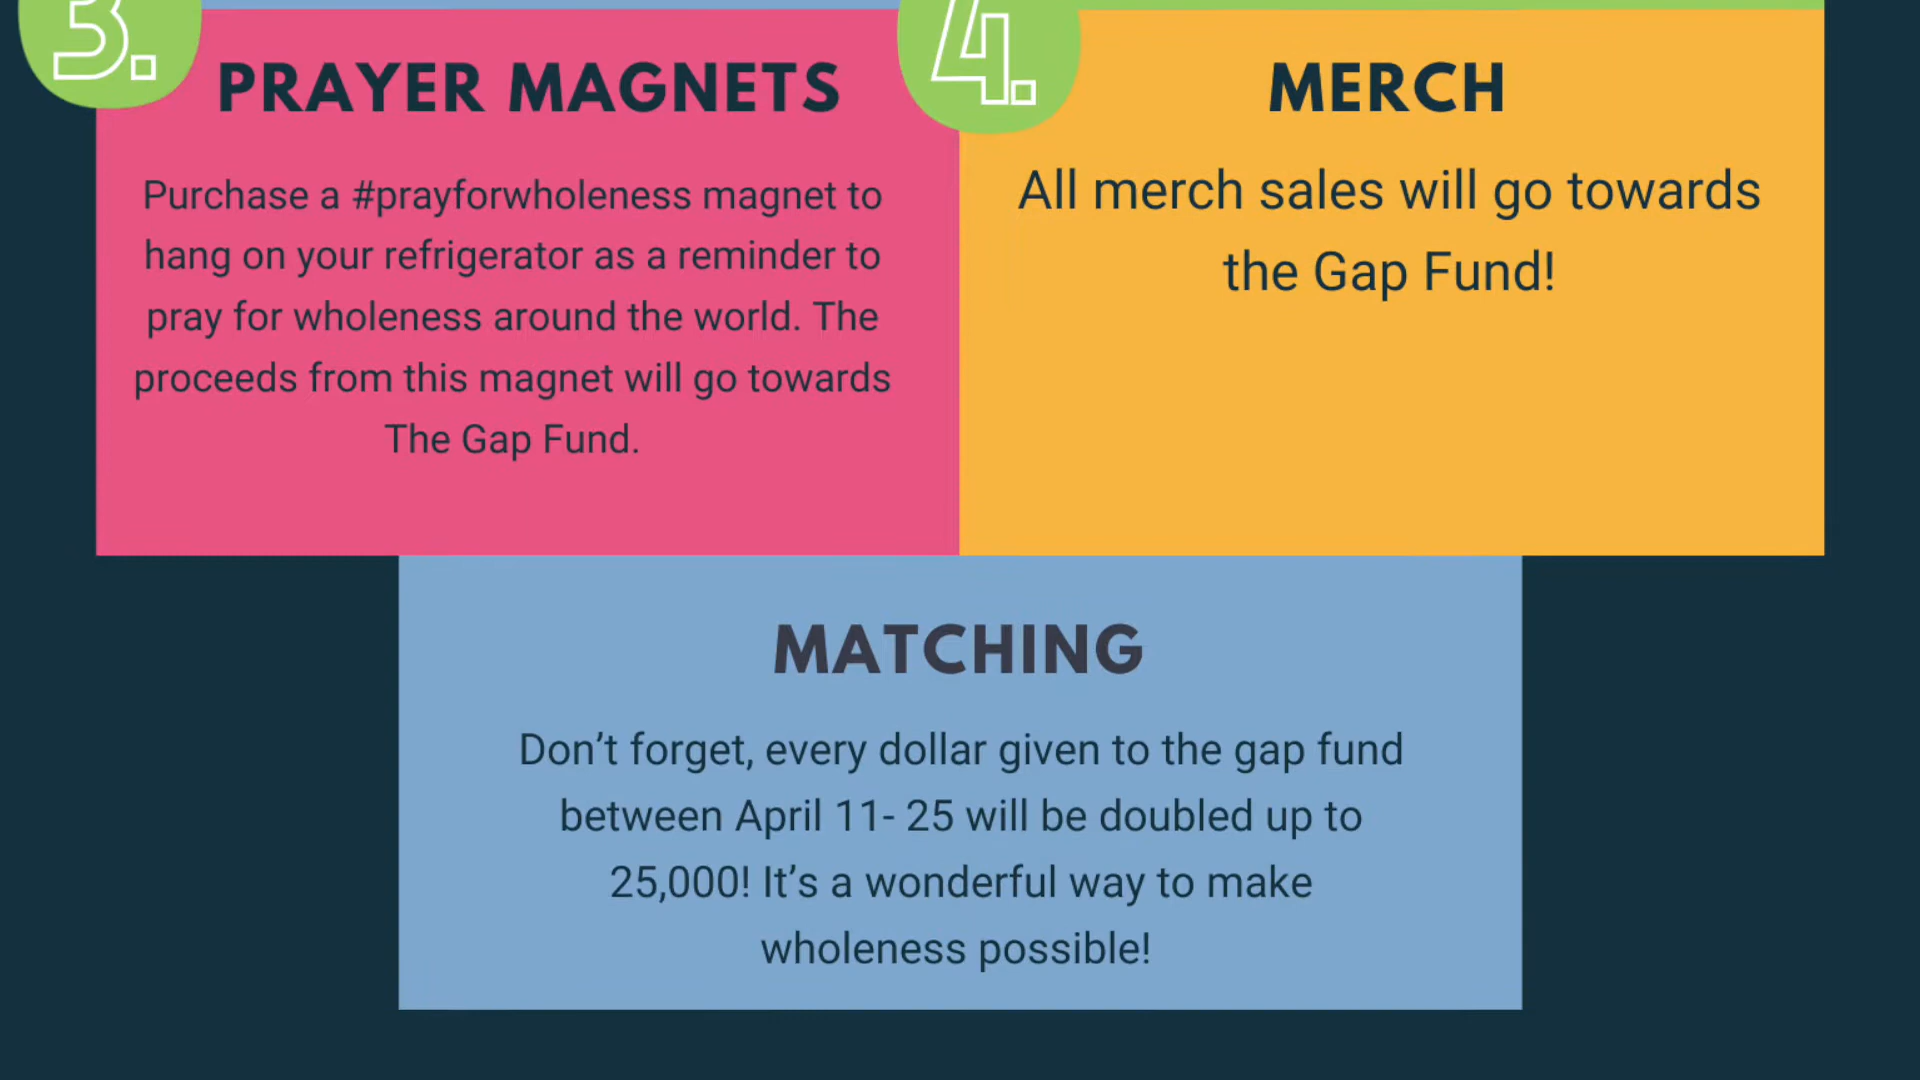 3.
PRAYER MAGNETS
Purchase a #prayforwholeness magnet to
hang on your refrigerator as a reminder to
pray for wholeness around the world. The
proceeds from this magnet will go towards
The Gap Fund.
4.
MERCH
All merch sales will go towards
the Gap Fund!
MATCHING
Don’t forget, every dollar given to the gap fund
between April 11- 25 will be doubled up to
25,000! It’s a wonderful way to make
wholeness possible!